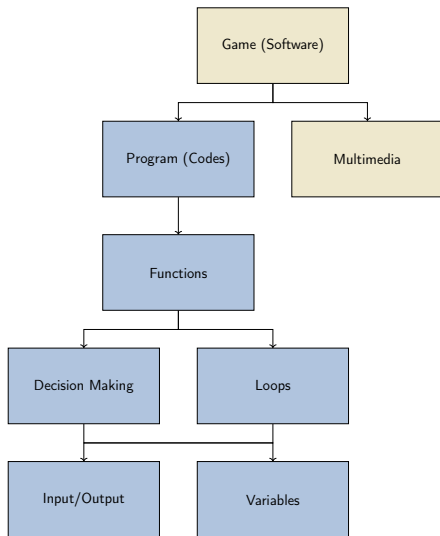 Game (Software)
Program (Codes)
Multimedia
Functions
Decision Making
Loops
Input/Output
Variables